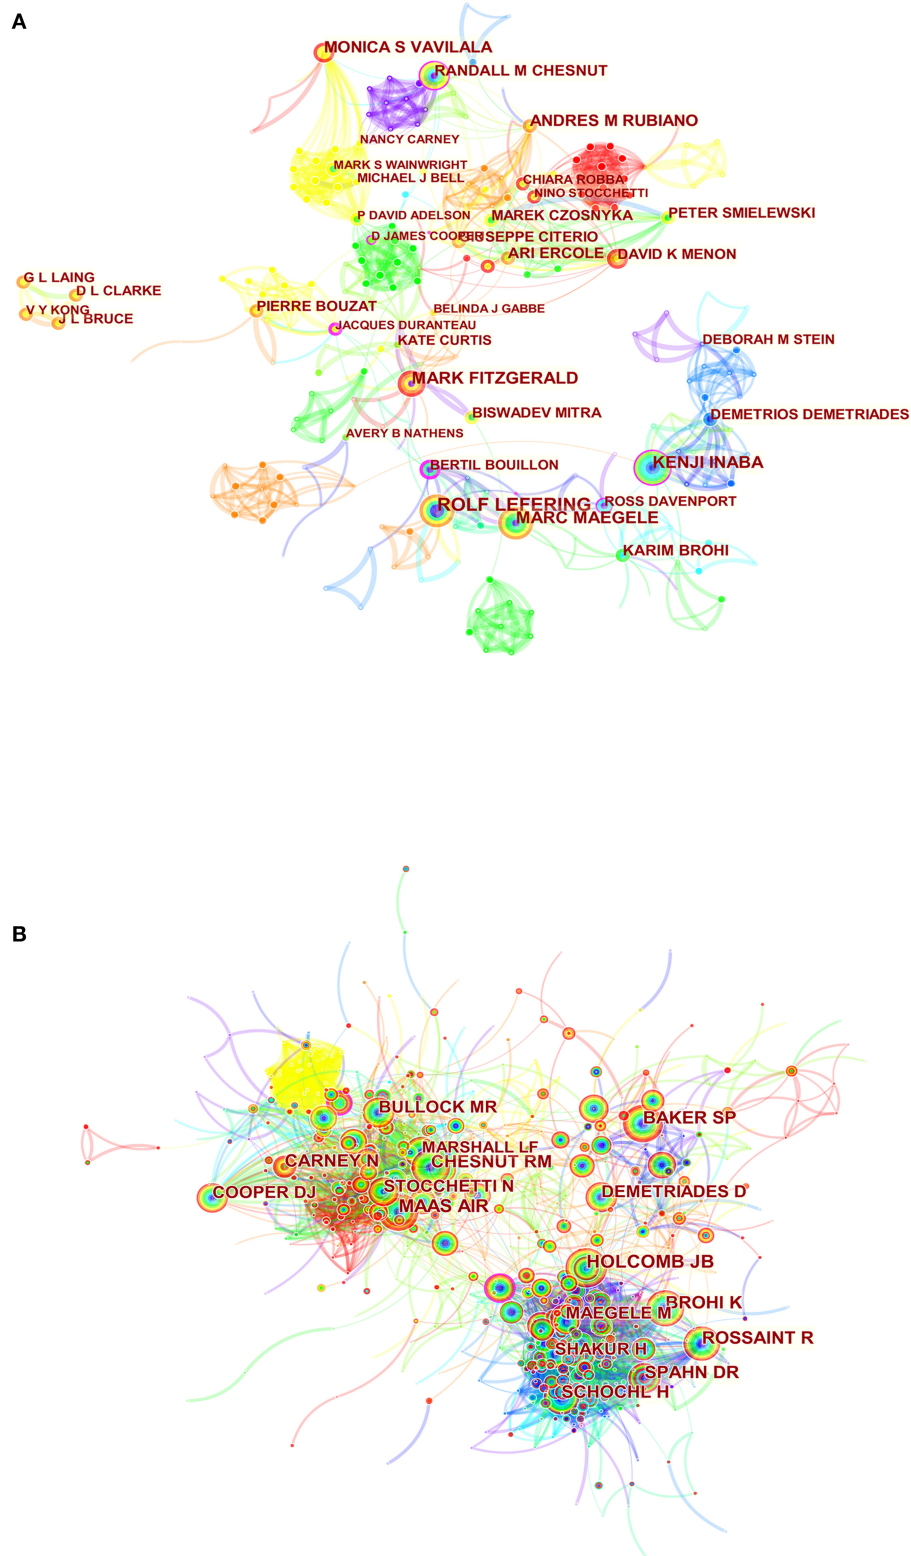 A
MONICA S VAVILALA
RANDALL M CHESNUT
ANDRES M RUBIANO
NANCY CARNEY
MARK S WAINWRIGHT
MICHAEL J BELL
CHIARA ROBBA
NINO STOCCHETTI
P DAVID ADELSON
MAREK CZOSNYKA
PETER SMIELEWSKI
D JAMES COOPER
GIUSEPPE CITERIO
ARI ERCOLE
DAVID K MENON
G L LAING
D L CLARKE
V Y KONG
J L BRUCE
PIERRE BOUZAT
BELINDA J GABBE
JACQUES DURANTEAU
KATE CURTIS
DEBORAH M STEIN
MARK FITZGERALD
BISWADEV MITRA
DEMETRIOS DEMETRIADES
AVERY B NATHENS
BERTIL BOUILLON
KENJI INABA
ROLF LEFERING
ROSS DAVENPORT
MARC MAEGELE
KARIM BROHI
B
BULLOCK MR
BAKER SP
MARSHALL LF
CARNEY N
CHESNUT RM
COOPER DJ
STOCCHETTI N
DEMETRIADES D
MAAS AIR
HOLCOMB JB
BROHI K
MAEGELE M
ROSSAINT R
SHAKUR H
SPAHN DR
SCHOCHL H